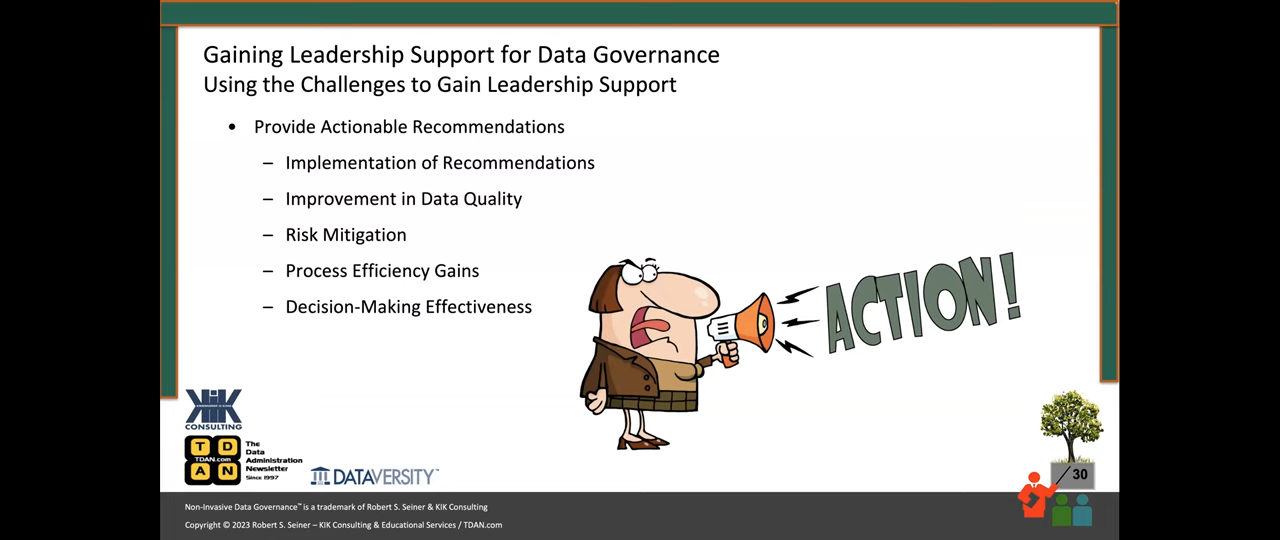 Gaining Leadership Support for Data Governance
Using the Challenges to Gain Leadership Support
• Provide Actionable Recommendations
– Implementation of Recommendations
– Improvement in Data Quality
– Risk Mitigation
– Process Efficiency Gains
– Decision-Making Effectiveness
ACTION!
KIK
CONSULTING
T D
TDAN.com
A N
The
Data
Administration
Newsletter
Since 1997
DATAVERSITY™
/ 30
Non-Invasive Data Governance™ is a trademark of Robert S. Seiner & KIK Consulting
Copyright © 2023 Robert S. Seiner – KIK Consulting & Educational Services / TDAN.com